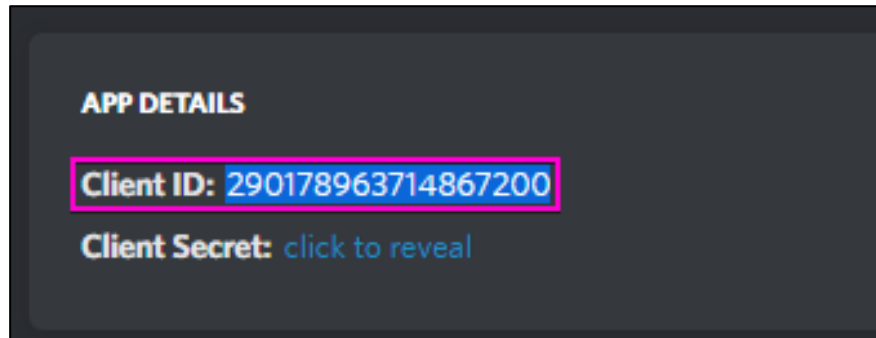 APP DETAILS
Client ID: 290178963714867200
Client Secret: click to reveal